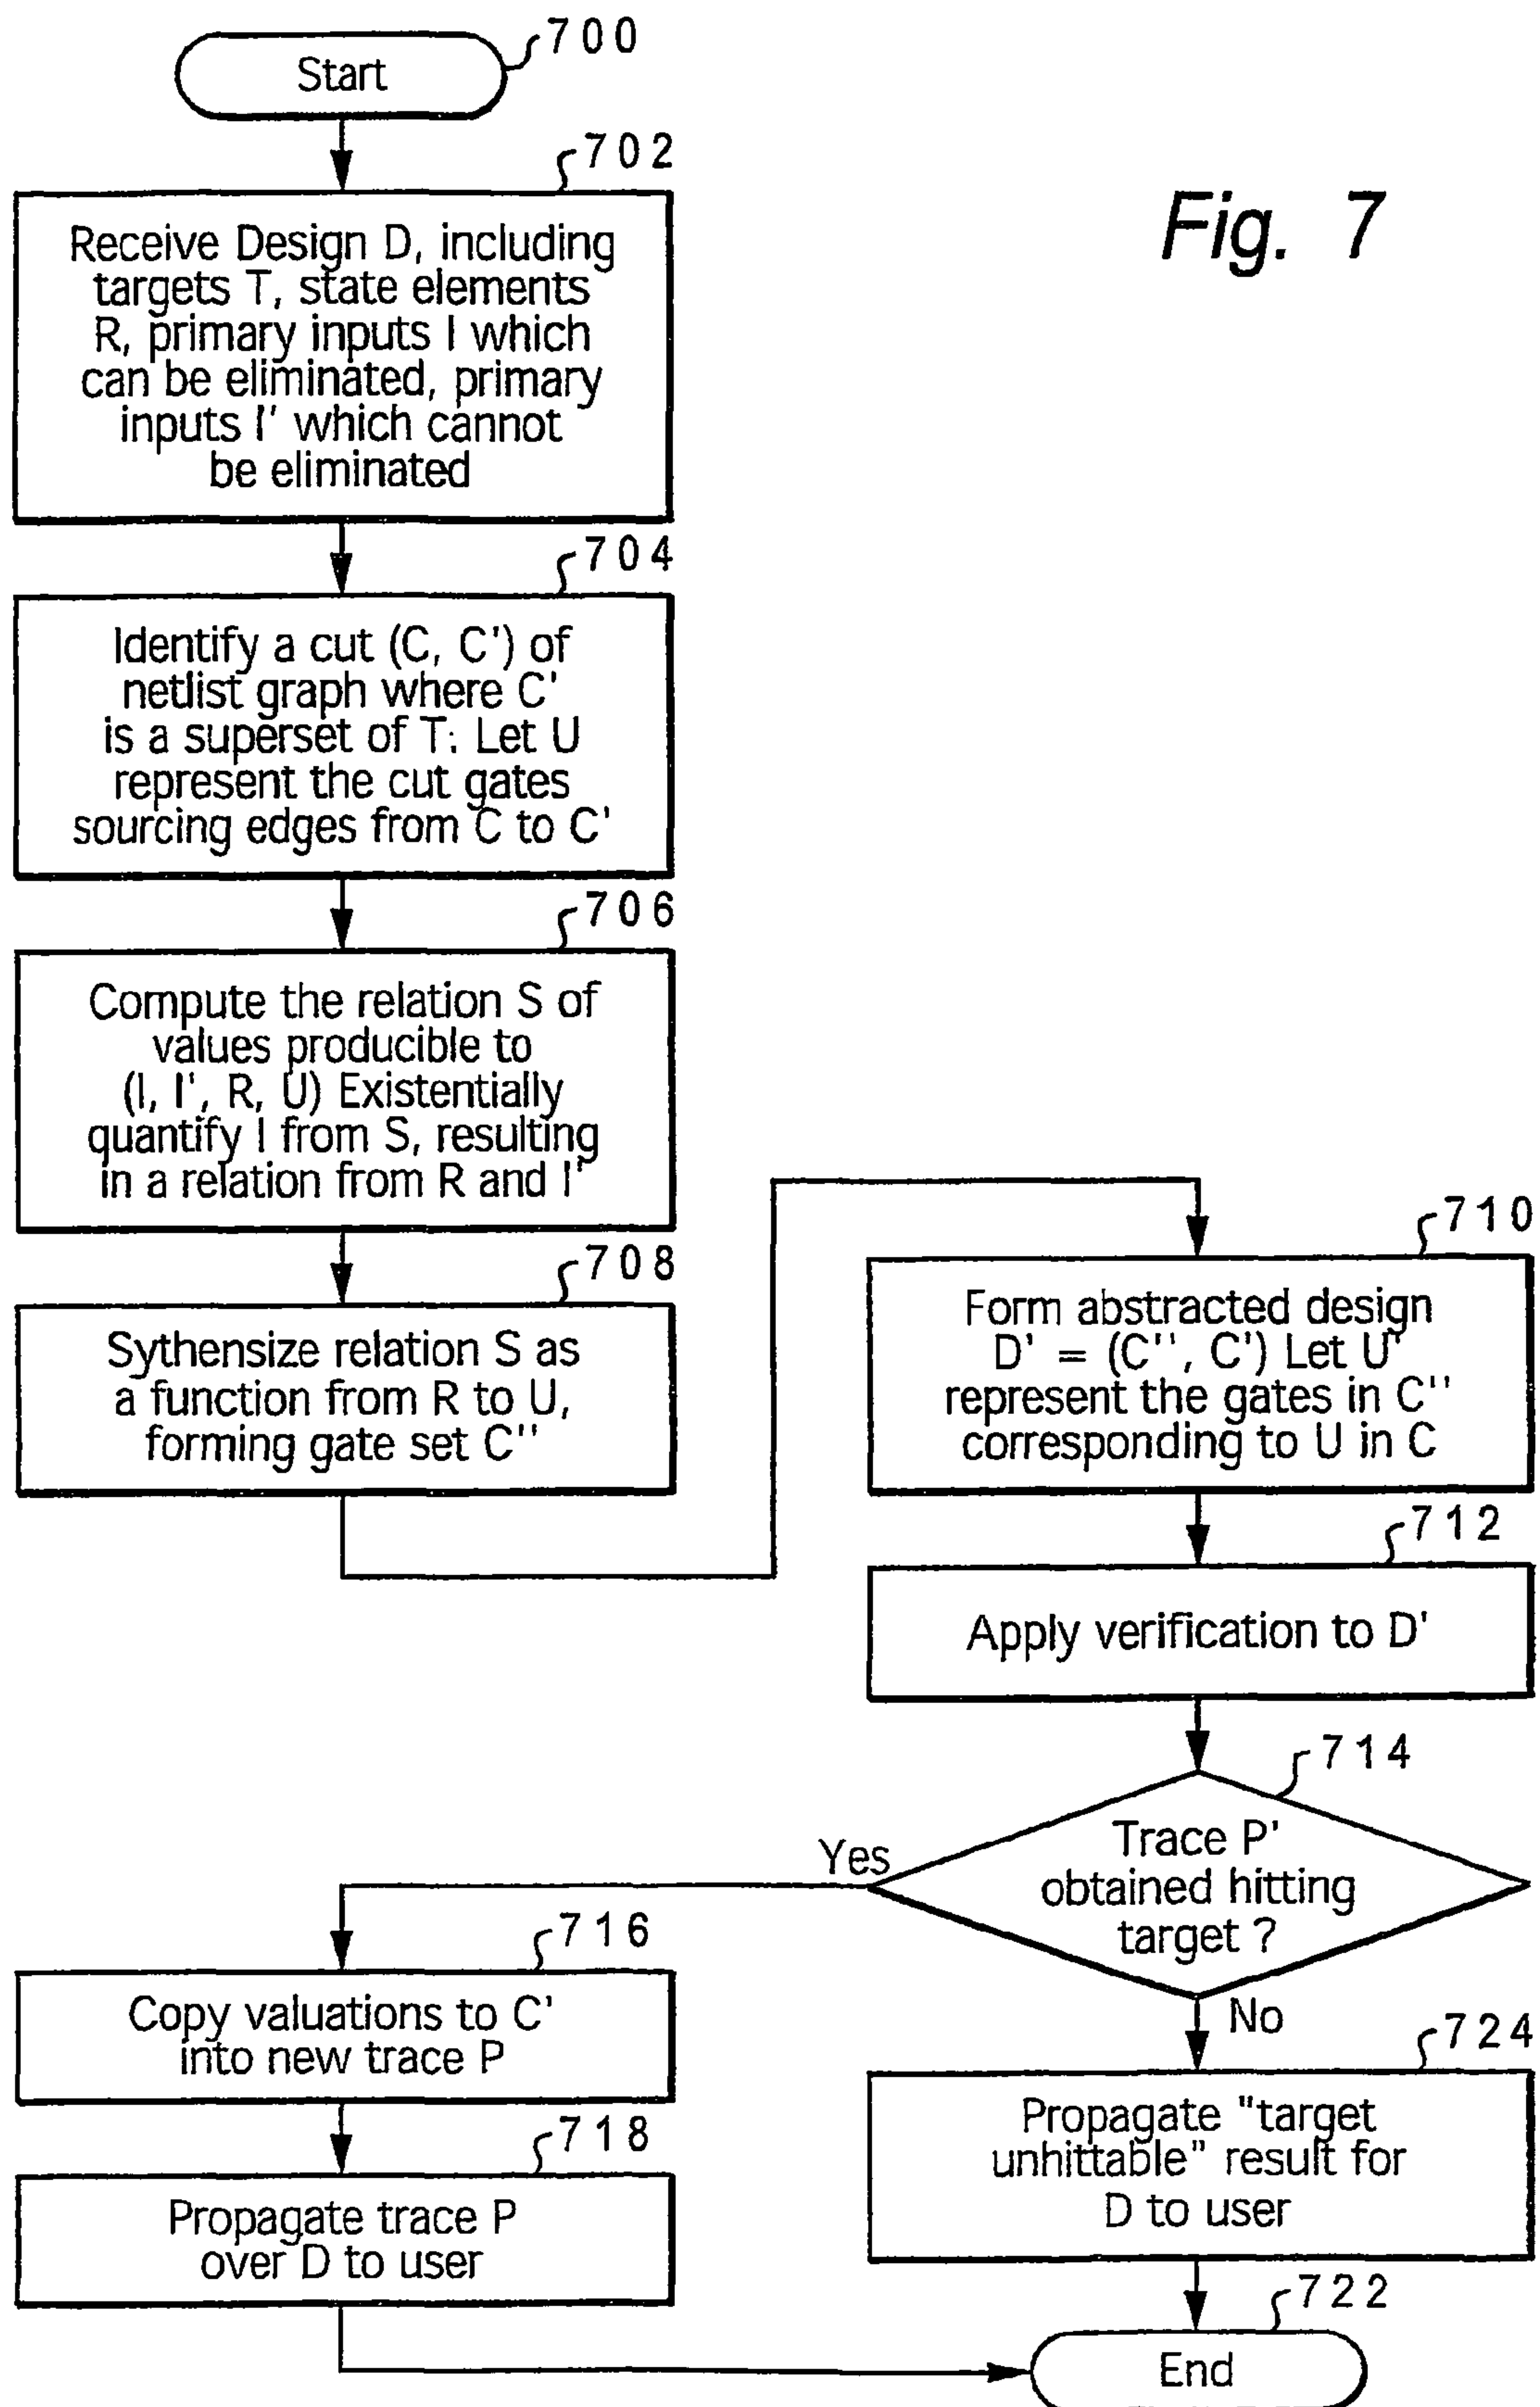 700
Start
702
Fig. 7
Receive Design D, including
targets T, state elements
R, primary inputs I which
can be eliminated, primary
inputs I' which cannot
be eliminated
704
Identify a cut (C, C') of
netlist graph where C'
is a superset of T: Let U
represent the cut gates
sourcing edges from C to C'
706
Compute the relation S of
values producible to
(I, I', R, U) Existentially
quantify I from S, resulting
in a relation from R and I'
708
Sythensize relation S as
a function from R to U,
forming gate set C''
710
Form abstracted design
D' = (C'', C') Let U'
represent the gates in C''
corresponding to U in C
712
Apply verification to D'
714
Trace P'
obtained hitting
target ?
Yes
No
716
Copy valuations to C'
into new trace P
718
Propagate trace P
over D to user
724
Propagate "target
unhittable" result for
D to user
722
End